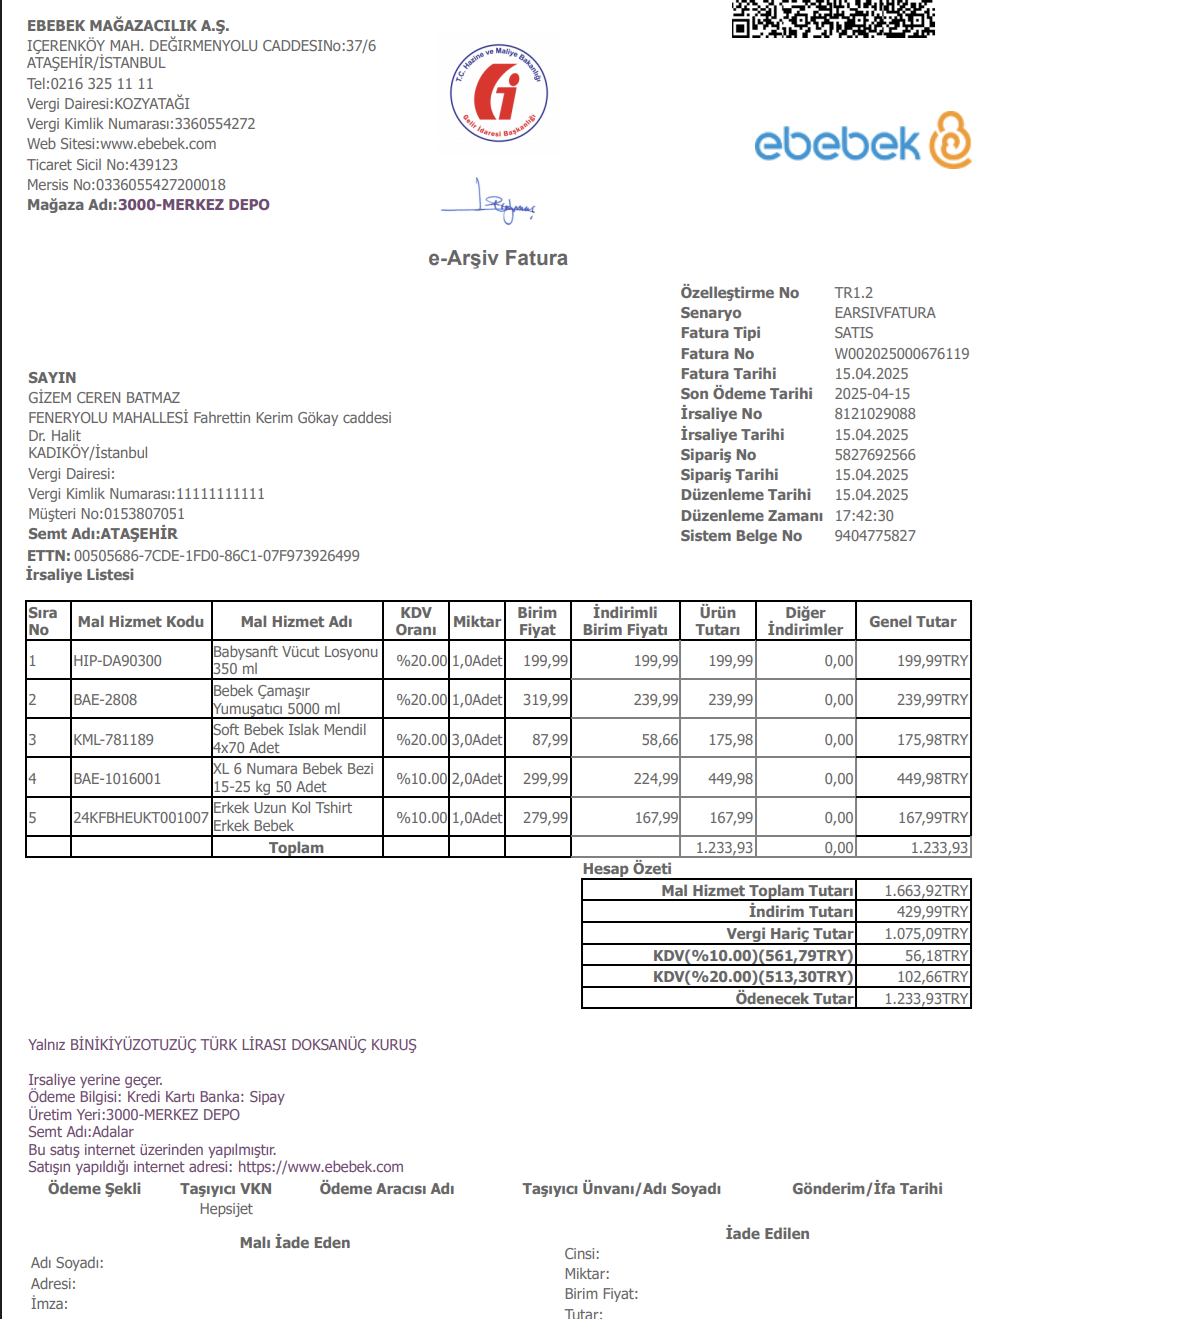 EBEBEK MAĞAZACILIK A.Ş.
IÇERENKÖY MAH. DEĞIRMENYOLU CADDESINo:37/6
ATAŞEHİR/İSTANBUL
Tel:0216 325 11 11
Vergi Dairesi:KOZYATAĞI
Vergi Kimlik Numarası:3360554272
Web Sitesi:www.ebebek.com
Ticaret Sicil No:439123
Mersis No:0336055427200018
Mağaza Adı:3000-MERKEZ DEPO
T.C. Hazine ve Maliye Bakanlığı
Gelir İdaresi Başkanlığı
ebebek
e-Arşiv Fatura
Özelleştirme No TR1.2
Senaryo EARSIVFATURA
Fatura Tipi SATIS
Fatura No W002025000676119
Fatura Tarihi 15.04.2025
Son Ödeme Tarihi 2025-04-15
İrsaliye No 8121029088
İrsaliye Tarihi 15.04.2025
Sipariş No 5827692566
Sipariş Tarihi 15.04.2025
Düzenleme Tarihi 15.04.2025
Düzenleme Zamanı 17:42:30
Sistem Belge No 9404775827
SAYIN
GİZEM CEREN BATMAZ
FENERYOLU MAHALLESİ Fahrettin Kerim Gökay caddesi
Dr. Halit
KADIKÖY/İstanbul
Vergi Dairesi:
Vergi Kimlik Numarası:11111111111
Müşteri No:0153807051
Semt Adı:ATAŞEHİR
ETTN: 00505686-7CDE-1FD0-86C1-07F973926499
İrsaliye Listesi
Sıra No Mal Hizmet Kodu Mal Hizmet Adı KDV Oranı Miktar Birim Fiyat İndirimli Birim Fiyatı Ürün Tutarı Diğer İndirimler Genel Tutar
1 HIP-DA90300 Babysanft Vücut Losyonu 350 ml %20.00 1,0Adet 199,99 199,99 199,99 0,00 199,99TRY
2 BAE-2808 Bebek Çamaşır Yumuşatıcı 5000 ml %20.00 1,0Adet 319,99 239,99 239,99 0,00 239,99TRY
3 KML-781189 Soft Bebek Islak Mendil 4x70 Adet %20.00 3,0Adet 87,99 58,66 175,98 0,00 175,98TRY
4 BAE-1016001 XL 6 Numara Bebek Bezi 15-25 kg 50 Adet %10.00 2,0Adet 299,99 224,99 449,98 0,00 449,98TRY
5 24KFBHEUKT001007 Erkek Uzun Kol Tshirt Erkek Bebek %10.00 1,0Adet 279,99 167,99 167,99 0,00 167,99TRY
Toplam 1.233,93 0,00 1.233,93
Hesap Özeti
Mal Hizmet Toplam Tutarı 1.663,92TRY
İndirim Tutarı 429,99TRY
Vergi Hariç Tutar 1.075,09TRY
KDV(%10.00)(561,79TRY) 56,18TRY
KDV(%20.00)(513,30TRY) 102,66TRY
Ödenecek Tutar 1.233,93TRY
Yalnız BİNİKİYÜZOTUZÜÇ TÜRK LİRASI DOKSANÜÇ KURUŞ
Irsaliye yerine geçer.
Ödeme Bilgisi: Kredi Kartı Banka: Sipay
Üretim Yeri:3000-MERKEZ DEPO
Semt Adı:Adalar
Bu satış internet üzerinden yapılmıştır.
Satışın yapıldığı internet adresi: https://www.ebebek.com
Ödeme Şekli Taşıyıcı VKN Ödeme Aracısı Adı Taşıyıcı Ünvanı/Adı Soyadı Gönderim/İfa Tarihi
Hepsijet
Malı İade Eden
Adı Soyadı:
Adresi:
İmza:
İade Edilen
Cinsi:
Miktar:
Birim Fiyat:
Tutar: